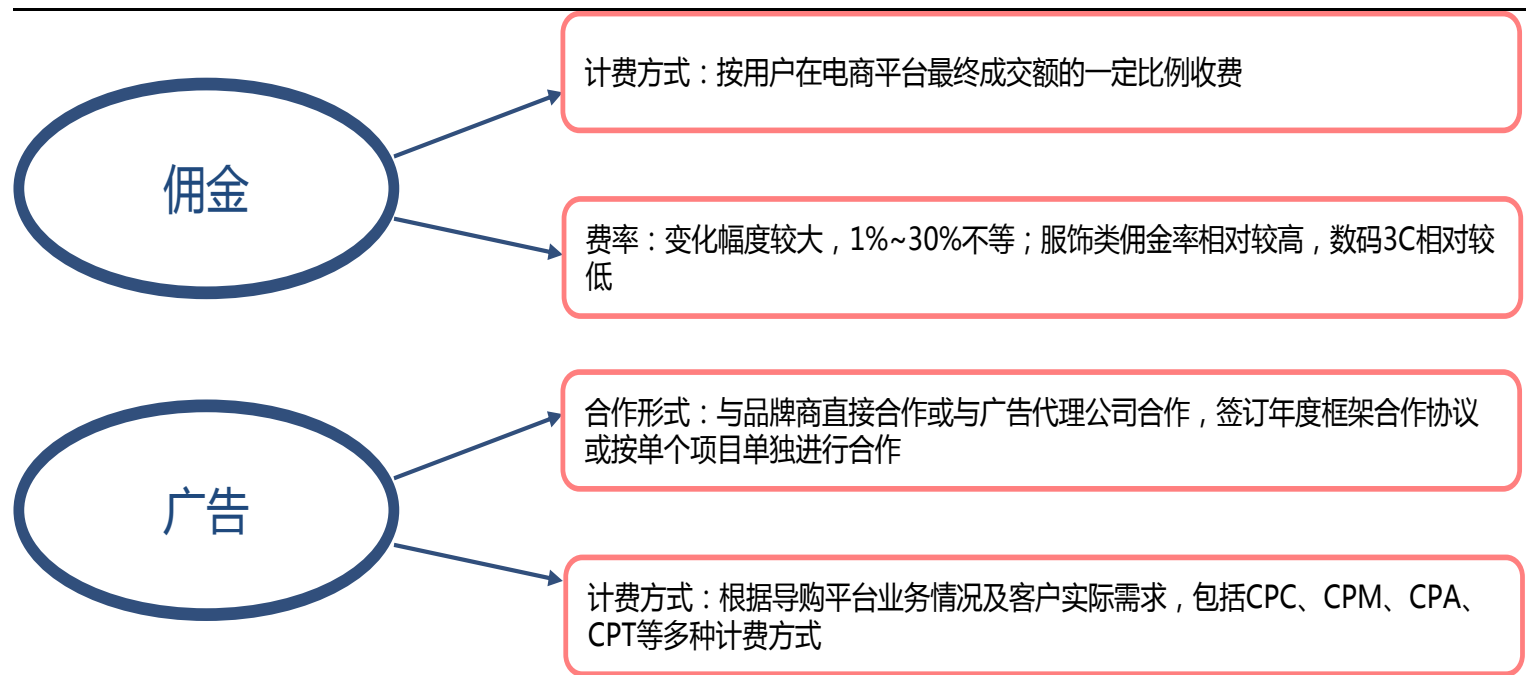 计费方式：按用户在电商平台最终成交额的一定比例收费
佣金
费率：变化幅度较大，1%~30%不等；服饰类佣金率相对较高，数码3C相对较
低
合作形式：与品牌商直接合作或与广告代理公司合作，签订年度框架合作协议
或按单个项目单独进行合作
广告
计费方式：根据导购平台业务情况及客户实际需求，包括CPC、CPM、CPA、
CPT等多种计费方式